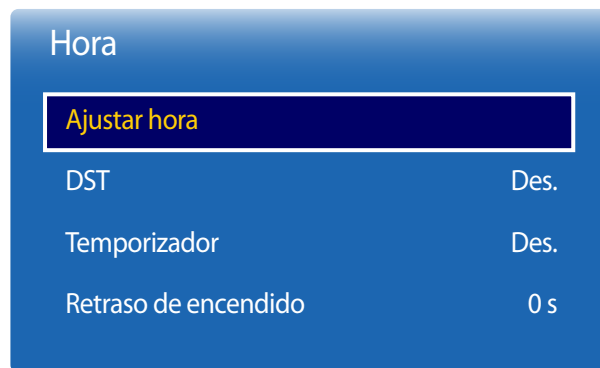 Hora
Ajustar hora
DST Des.
Temporizador Des.
Retraso de encendido 0 s